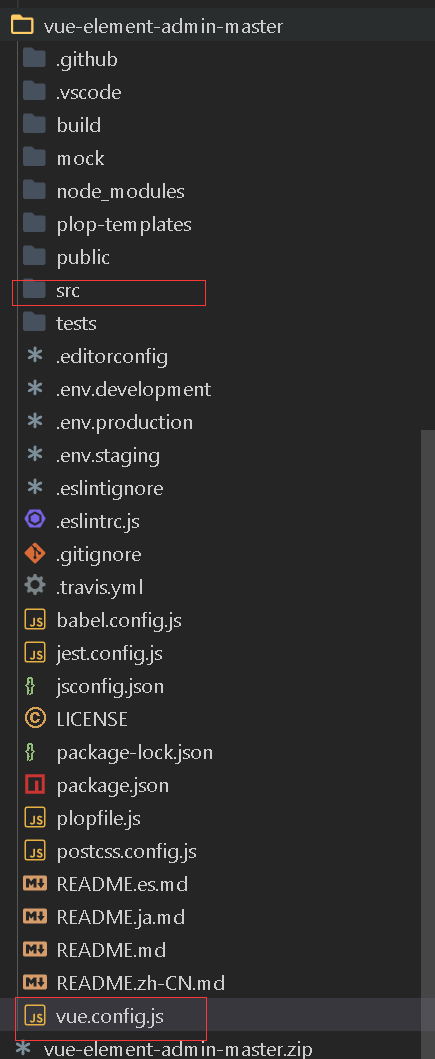 vue-element-admin-master
.github
.vscode
build
mock
node_modules
plop-templates
public
src
tests
.editorconfig
.env.development
.env.production
.env.staging
.eslintignore
.eslintrc.js
.gitignore
.travis.yml
JS babel.config.js
JS jest.config.js
{} jsconfig.json
© LICENSE
{} package-lock.json
package.json
JS plopfile.js
JS postcss.config.js
M↓ README.es.md
M↓ README.ja.md
M↓ README.md
M↓ README.zh-CN.md
JS vue.config.js
vue-element-admin-master.zip